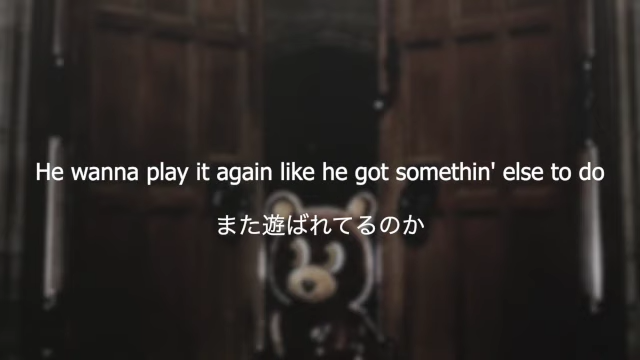 He wanna play it again like he got somethin' else to do
また遊ばれてるのか